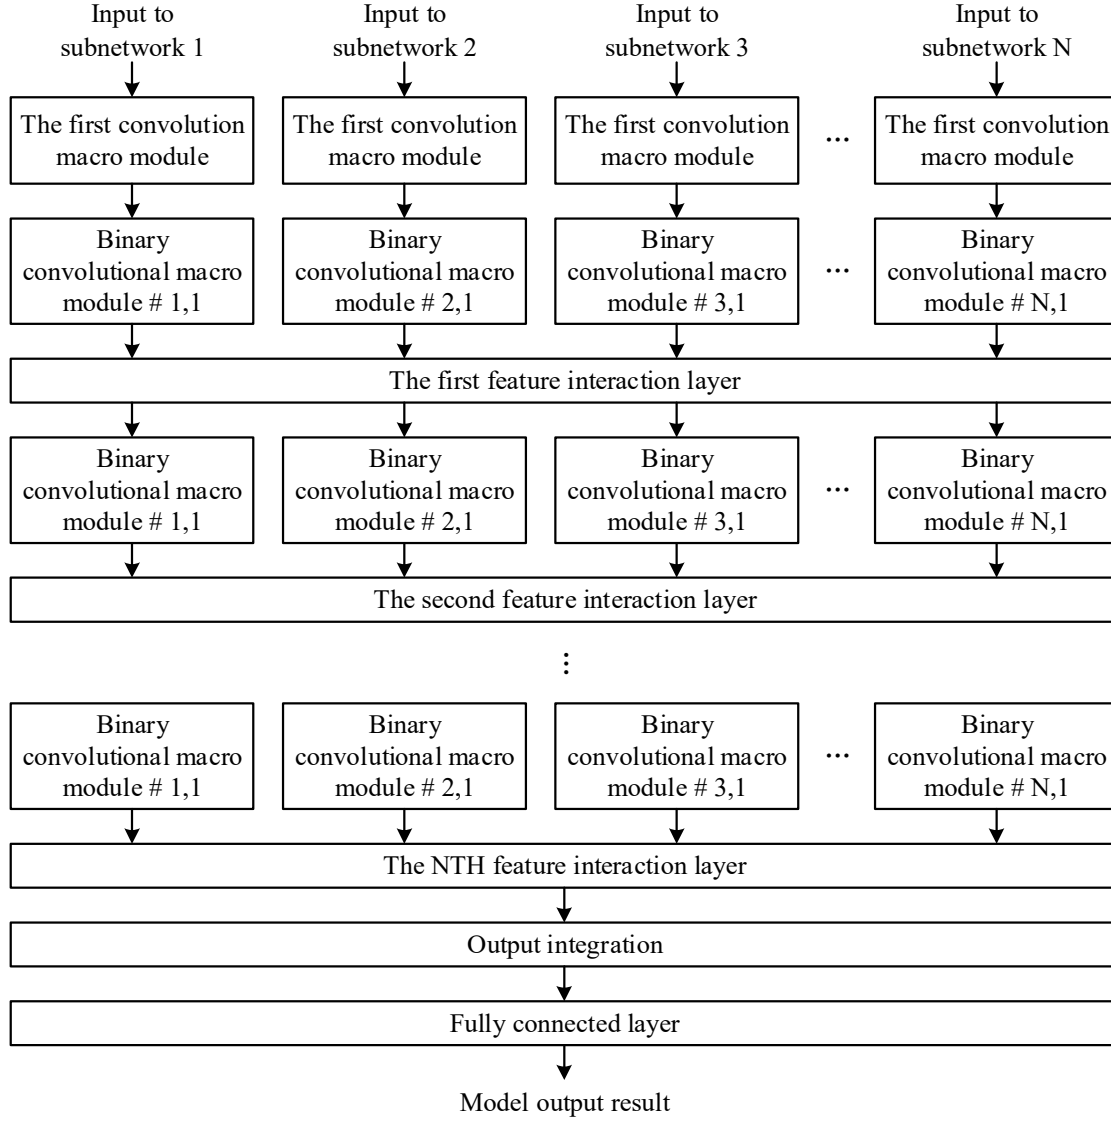 Input to
subnetwork 1
Input to
subnetwork 2
Input to
subnetwork 3
Input to
subnetwork N
The first convolution
macro module
The first convolution
macro module
The first convolution
macro module
...
The first convolution
macro module
Binary
convolutional macro
module # 1,1
Binary
convolutional macro
module # 2,1
Binary
convolutional macro
module # 3,1
...
Binary
convolutional macro
module # N,1
The first feature interaction layer
Binary
convolutional macro
module # 1,1
Binary
convolutional macro
module # 2,1
Binary
convolutional macro
module # 3,1
...
Binary
convolutional macro
module # N,1
The second feature interaction layer
⋮
Binary
convolutional macro
module # 1,1
Binary
convolutional macro
module # 2,1
Binary
convolutional macro
module # 3,1
...
Binary
convolutional macro
module # N,1
The NTH feature interaction layer
Output integration
Fully connected layer
Model output result